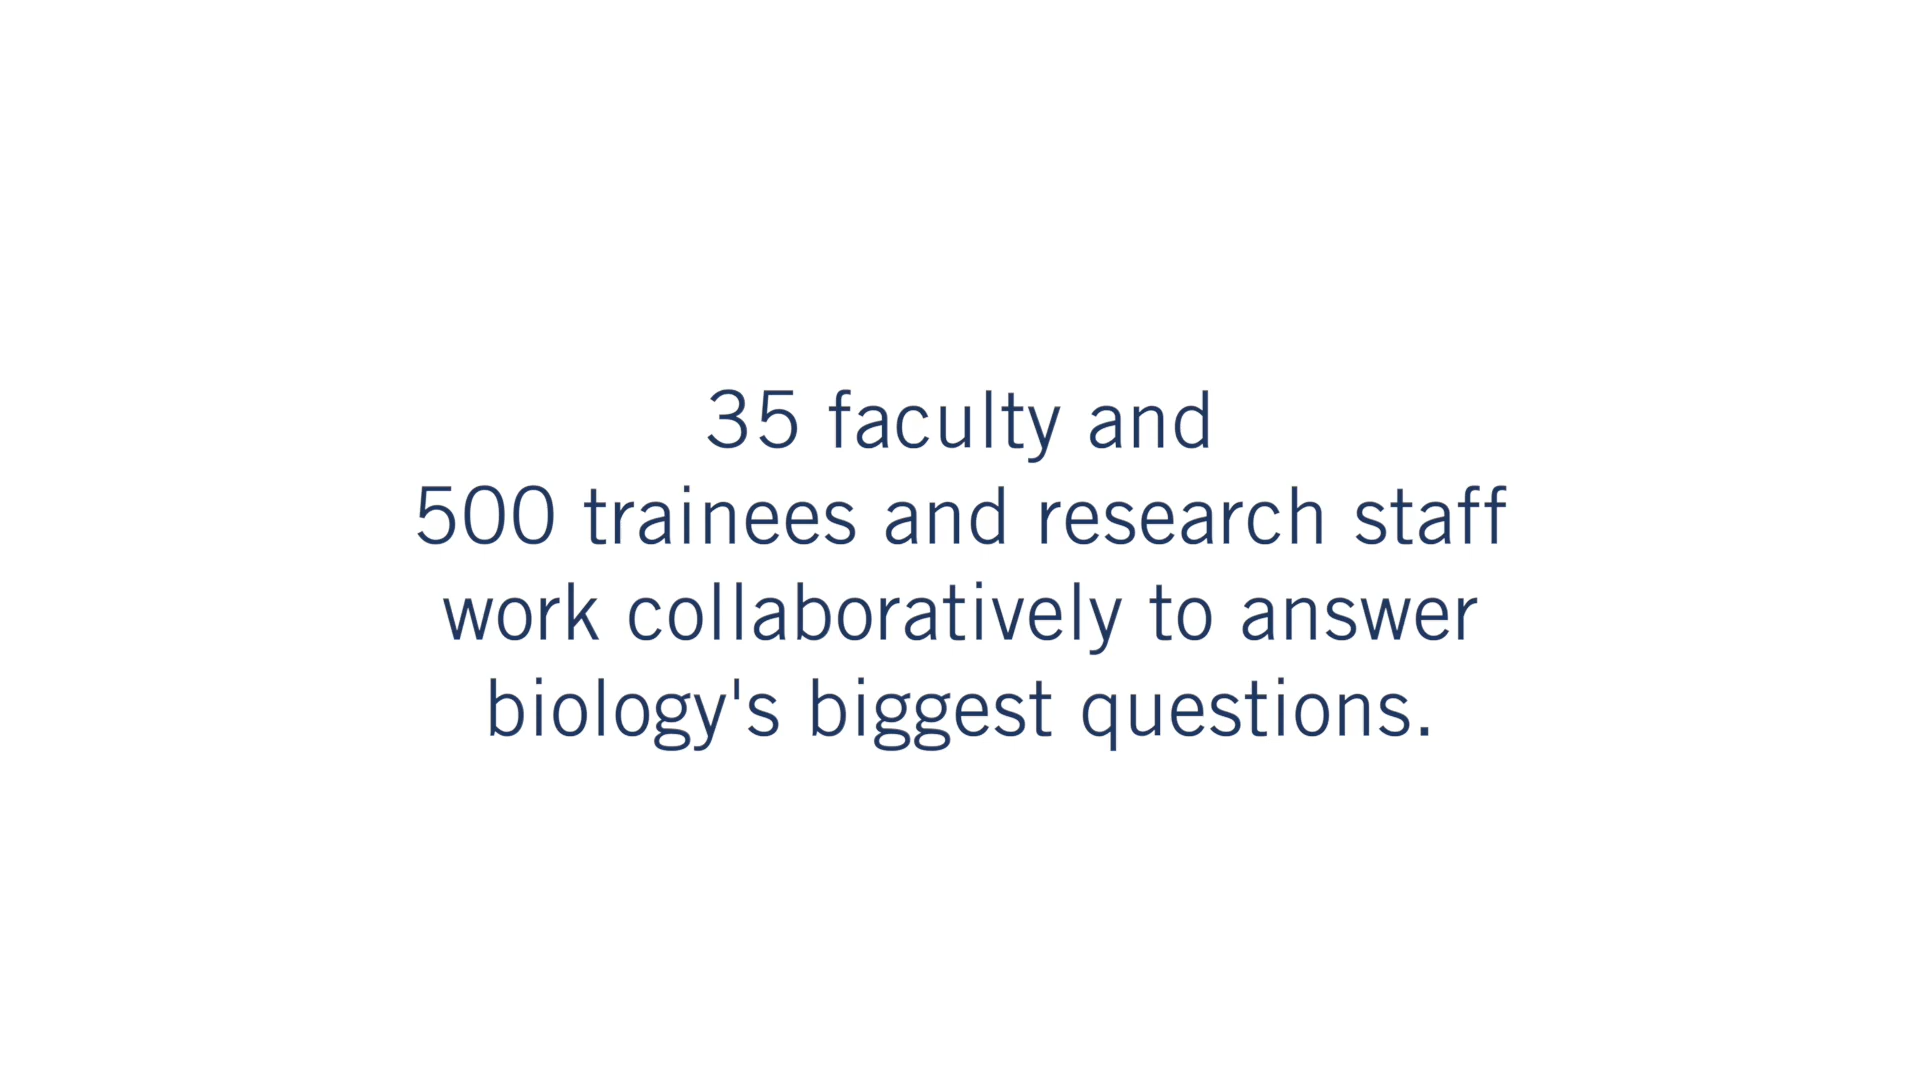 35 faculty and
500 trainees and research staff
work collaboratively to answer
biology's biggest questions.